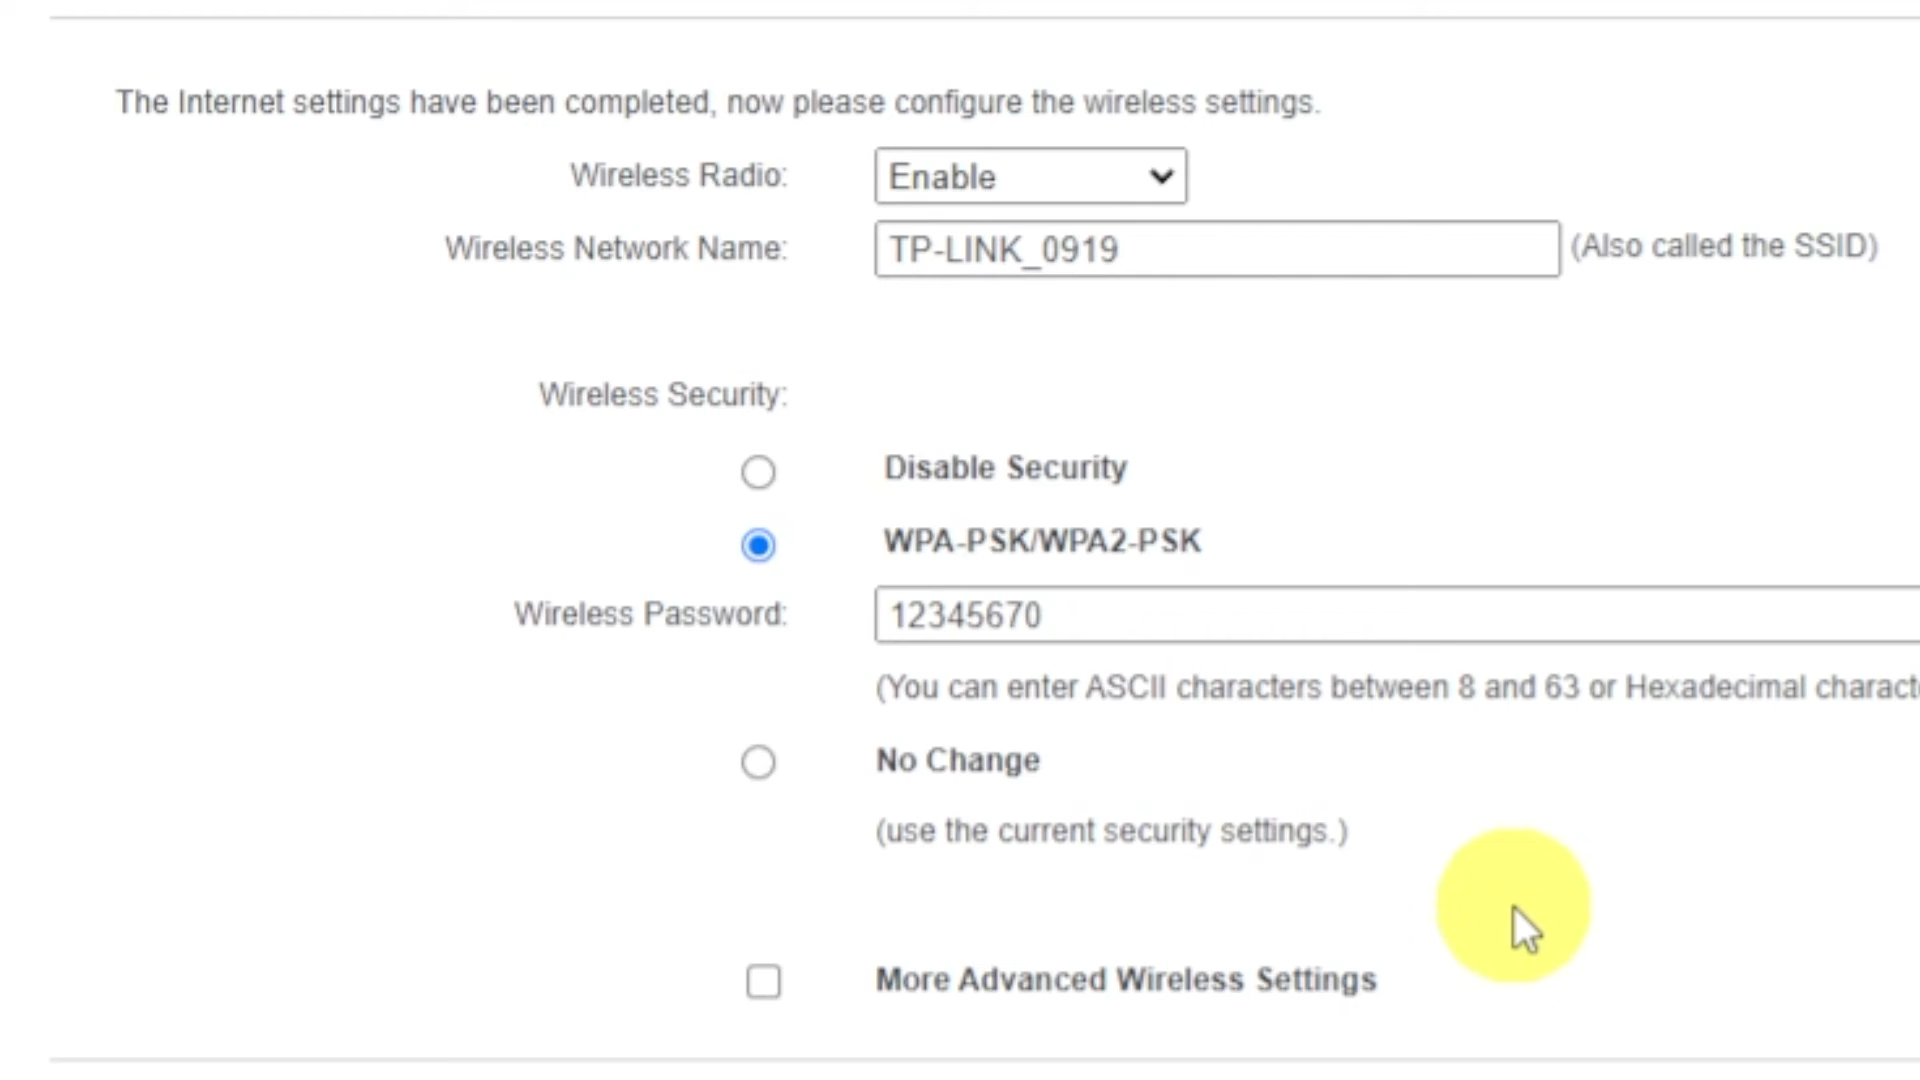 The Internet settings have been completed, now please configure the wireless settings.
Wireless Radio: Enable
Wireless Network Name: TP-LINK_0919 (Also called the SSID)
Wireless Security:
Disable Security
WPA-PSK/WPA2-PSK
Wireless Password: 12345670
(You can enter ASCII characters between 8 and 63 or Hexadecimal
No Change
(use the current security settings.)
More Advanced Wireless Settings